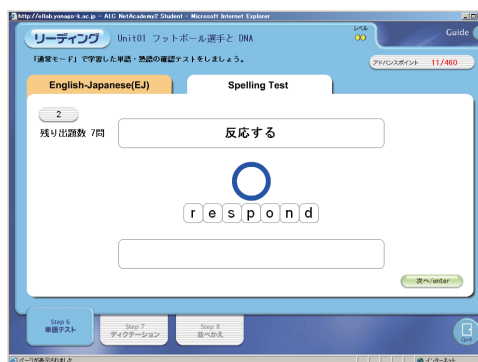 http://ellab.yonago-k.ac.jp - ALC NetAcademy2 Student - Microsoft Internet Explorer
リーディング Unit01 フットボール選手と DNA
LEVEL
Guide
「通常モード」で学習した単語・熟語の確認テストをしましょう。
アドバンスポイント 11/460
English-Japanese(EJ)
Spelling Test
2
残り出題数 7問
反応する
respond
次へ/enter
Step 6
単語テスト
Step 7
ディクテーション
Step 8
並べかえ
Quit
ページが表示されました
インターネット